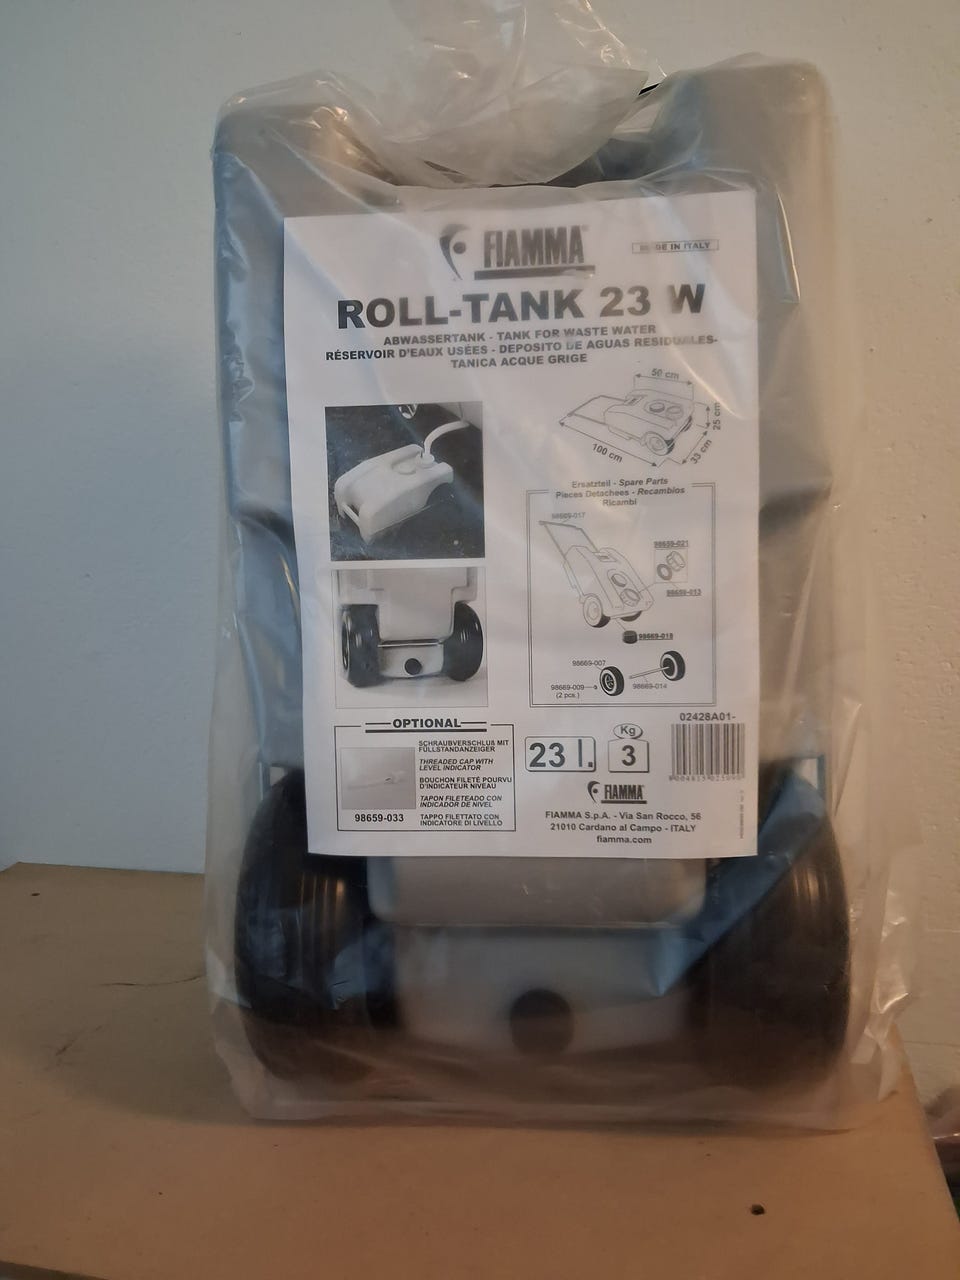 FIAMMA
MADE IN ITALY
ROLL-TANK 23 W
ABWASSERTANK - TANK FOR WASTE WATER
RÉSERVOIR D'EAUX USÉES - DEPOSITO DE AGUAS RESIDUALES-
TANICA ACQUE GRIGE
50 cm
25 cm
100 cm
33 cm
Ersatzteil - Spare Parts
Pieces Detachees - Recambios
Ricambi
98669-017
98659-021
98659-013
98669-018
98669-007
98669-009
(2 pcs.)
98669-014
OPTIONAL
SCHRAUBVERSCHLUß MIT
FÜLLSTANDANZEIGER
THREADED CAP WITH
LEVEL INDICATOR
BOUCHON FILETÉ POURVU
D'INDICATEUR NIVEAU
TAPON FILETEADO CON
INDICADOR DE NIVEL
TAPPO FILETTATO CON
INDICATORE DI LIVELLO
98659-033
23 l.
Kg
3
02428A01-
FIAMMA
FIAMMA S.p.A. - Via San Rocco, 56
21010 Cardano al Campo - ITALY
fiamma.com